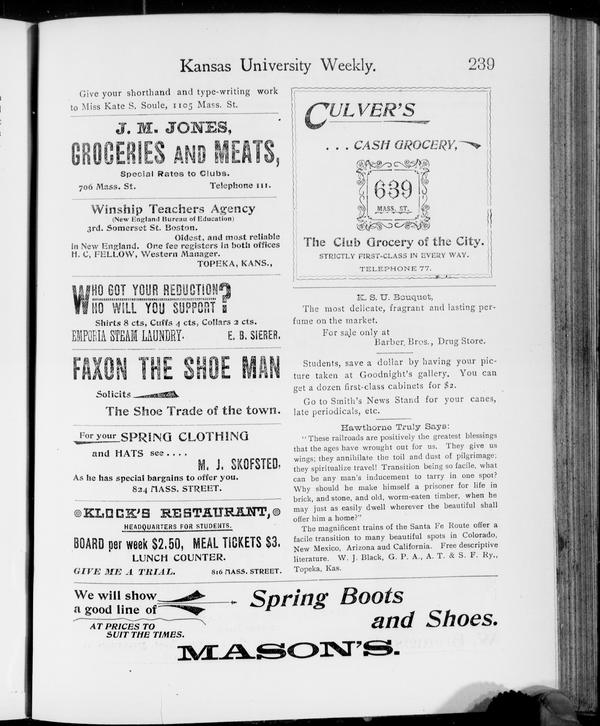 Kansas University Weekly. 239
Give your shorthand and type-writing work
to Miss Kate S. Soule, 1105 Mass. St.
J. M. JONES,
GROCERIES AND MEATS,
Special Rates to Clubs.
706 Mass. St. Telephone 111.
Winship Teachers Agency
(New England Bureau of Education)
3rd. Somerset St. Boston.
Oldest, and most reliable
in New England. One fee registers in both offices
H. C, FELLOW, Western Manager.
TOPEKA, KANS.,
WHO GOT YOUR REDUCTION?
WHO WILL YOU SUPPORT?
Shirts 8 cts, Cuffs 4 cts, Collars 2 cts.
EMPORIA STEAM LAUNDRY. E. B. SIERER.
FAXON THE SHOE MAN
Solicits
The Shoe Trade of the town.
For your SPRING CLOTHING
and HATS see . . . .
M. J. SKOFSTED,
As he has special bargains to offer you.
824 MASS. STREET.
KLOCK'S RESTAURANT,
HEADQUARTERS FOR STUDENTS.
BOARD per week $2.50, MEAL TICKETS $3.
LUNCH COUNTER.
GIVE ME A TRIAL. 816 MASS. STREET.
CULVER'S
. . . CASH GROCERY,
639
MASS. ST.
The Club Grocery of the City.
STRICTLY FIRST-CLASS IN EVERY WAY.
TELEPHONE 77.
K. S. U. Bouquet,
The most delicate, fragrant and lasting per-
fume on the market.
For sale only at
Barber Bros., Drug Store.
Students, save a dollar by having your pic-
ture taken at Goodnight's gallery. You can
get a dozen first-class cabinets for $2.
Go to Smith's News Stand for your canes,
late periodicals, etc.
Hawthorne Truly Says:
"These railroads are positively the greatest blessings
that the ages have wrought out for us. They give us
wings; they annihilate the toil and dust of pilgrimage;
they spiritualize travel! Transition being so facile, what
can be any man's inducement to tarry in one spot?
Why should he make himself a prisoner for life in
brick, and stone, and old, worm-eaten timber, when he
may just as easily dwell wherever the beautiful shall
offer him a home?"
The magnificent trains of the Santa Fe Route offer a
facile transition to many beautiful spots in Colorado,
New Mexico, Arizona aud California. Free descriptive
literature. W. J. Black, G. P. A., A. T. & S. F. Ry.,
Topeka, Kas.
We will show
a good line of
AT PRICES TO
SUIT THE TIMES.
Spring Boots
and Shoes.
MASON'S.